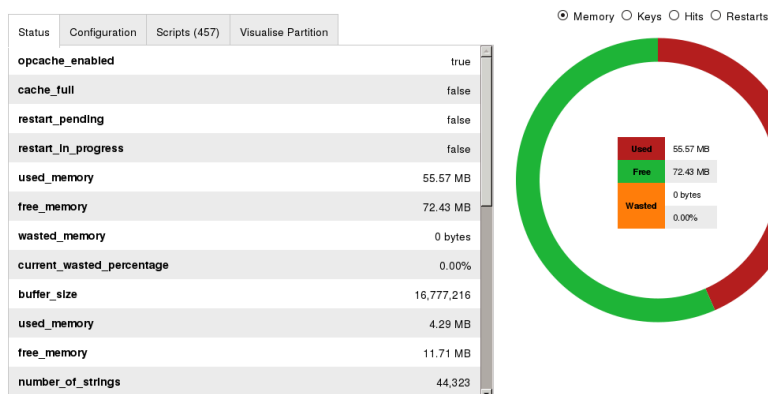 Status Configuration Scripts (457) Visualise Partition
opcache_enabled true
cache_full false
restart_pending false
restart_in_progress false
used_memory 55.57 MB
free_memory 72.43 MB
wasted_memory 0 bytes
current_wasted_percentage 0.00%
buffer_size 16,777,216
used_memory 4.29 MB
free_memory 11.71 MB
number_of_strings 44,323
Memory Keys Hits Restarts
Used 55.57 MB
Free 72.43 MB
Wasted 0 bytes
0.00%